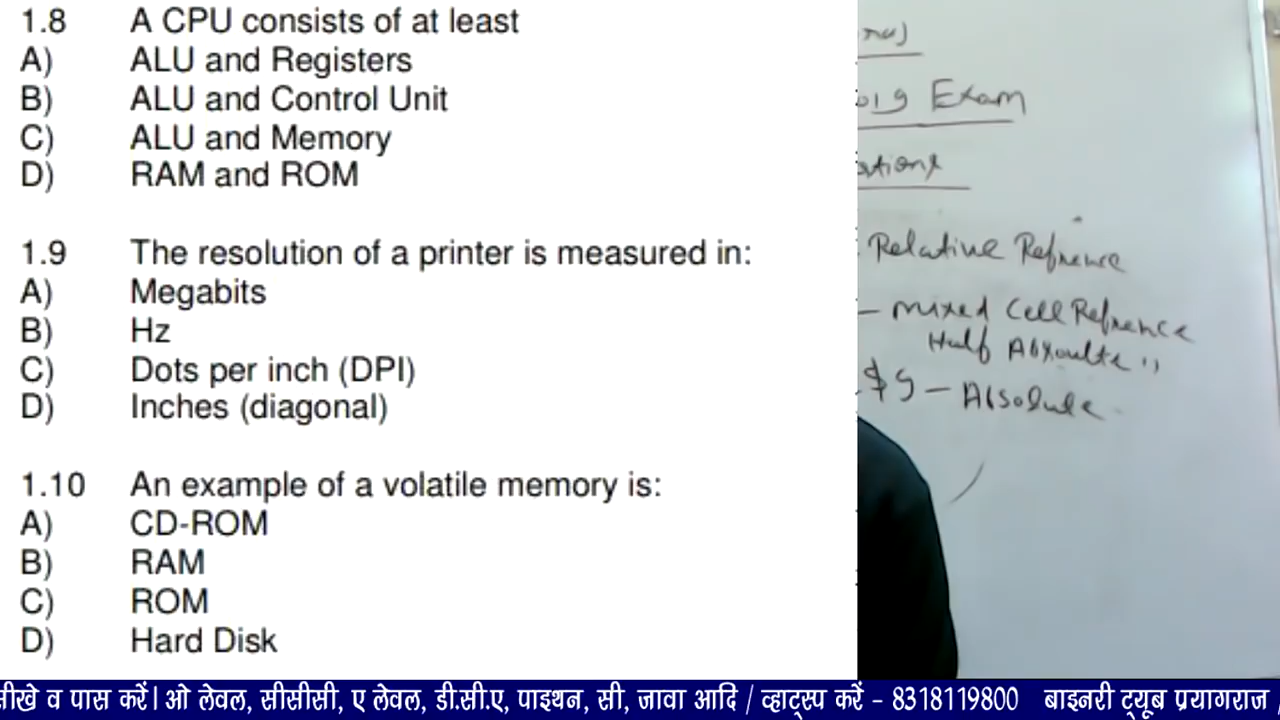 1.8 A CPU consists of at least
A) ALU and Registers
B) ALU and Control Unit
C) ALU and Memory
D) RAM and ROM
1.9 The resolution of a printer is measured in:
A) Megabits
B) Hz
C) Dots per inch (DPI)
D) Inches (diagonal)
1.10 An example of a volatile memory is:
A) CD-ROM
B) RAM
C) ROM
D) Hard Disk
019 Exam
Relative Refrence
– mixed Cell Refrence
Half
$9 – Absolute
सीखे व पास करें। ओ लेवल, सीसीसी, ए लेवल, डी.सी.ए, पाइथन, सी, जावा आदि / व्हाट्स्प करें - 8318119800 बाइनरी ट्यूब प्रयागराज /